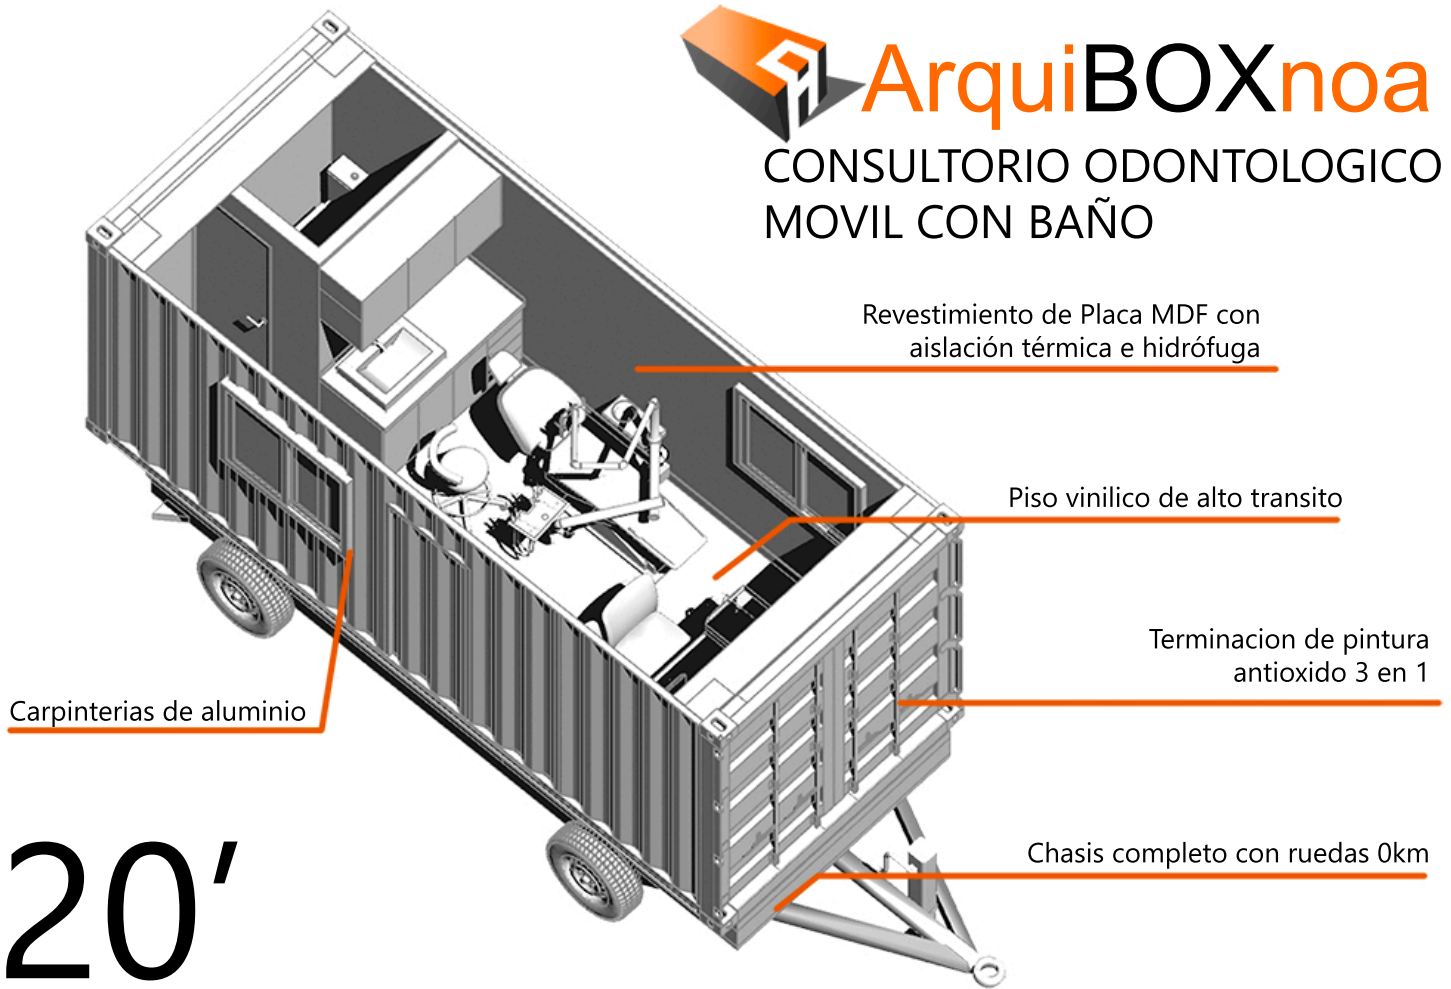 ArquiBOXnoa
CONSULTORIO ODONTOLOGICO
MOVIL CON BAÑO
Revestimiento de Placa MDF con
aislación térmica e hidrófuga
Piso vinilico de alto transito
Terminacion de pintura
antioxido 3 en 1
Carpinterias de aluminio
Chasis completo con ruedas 0km
20’